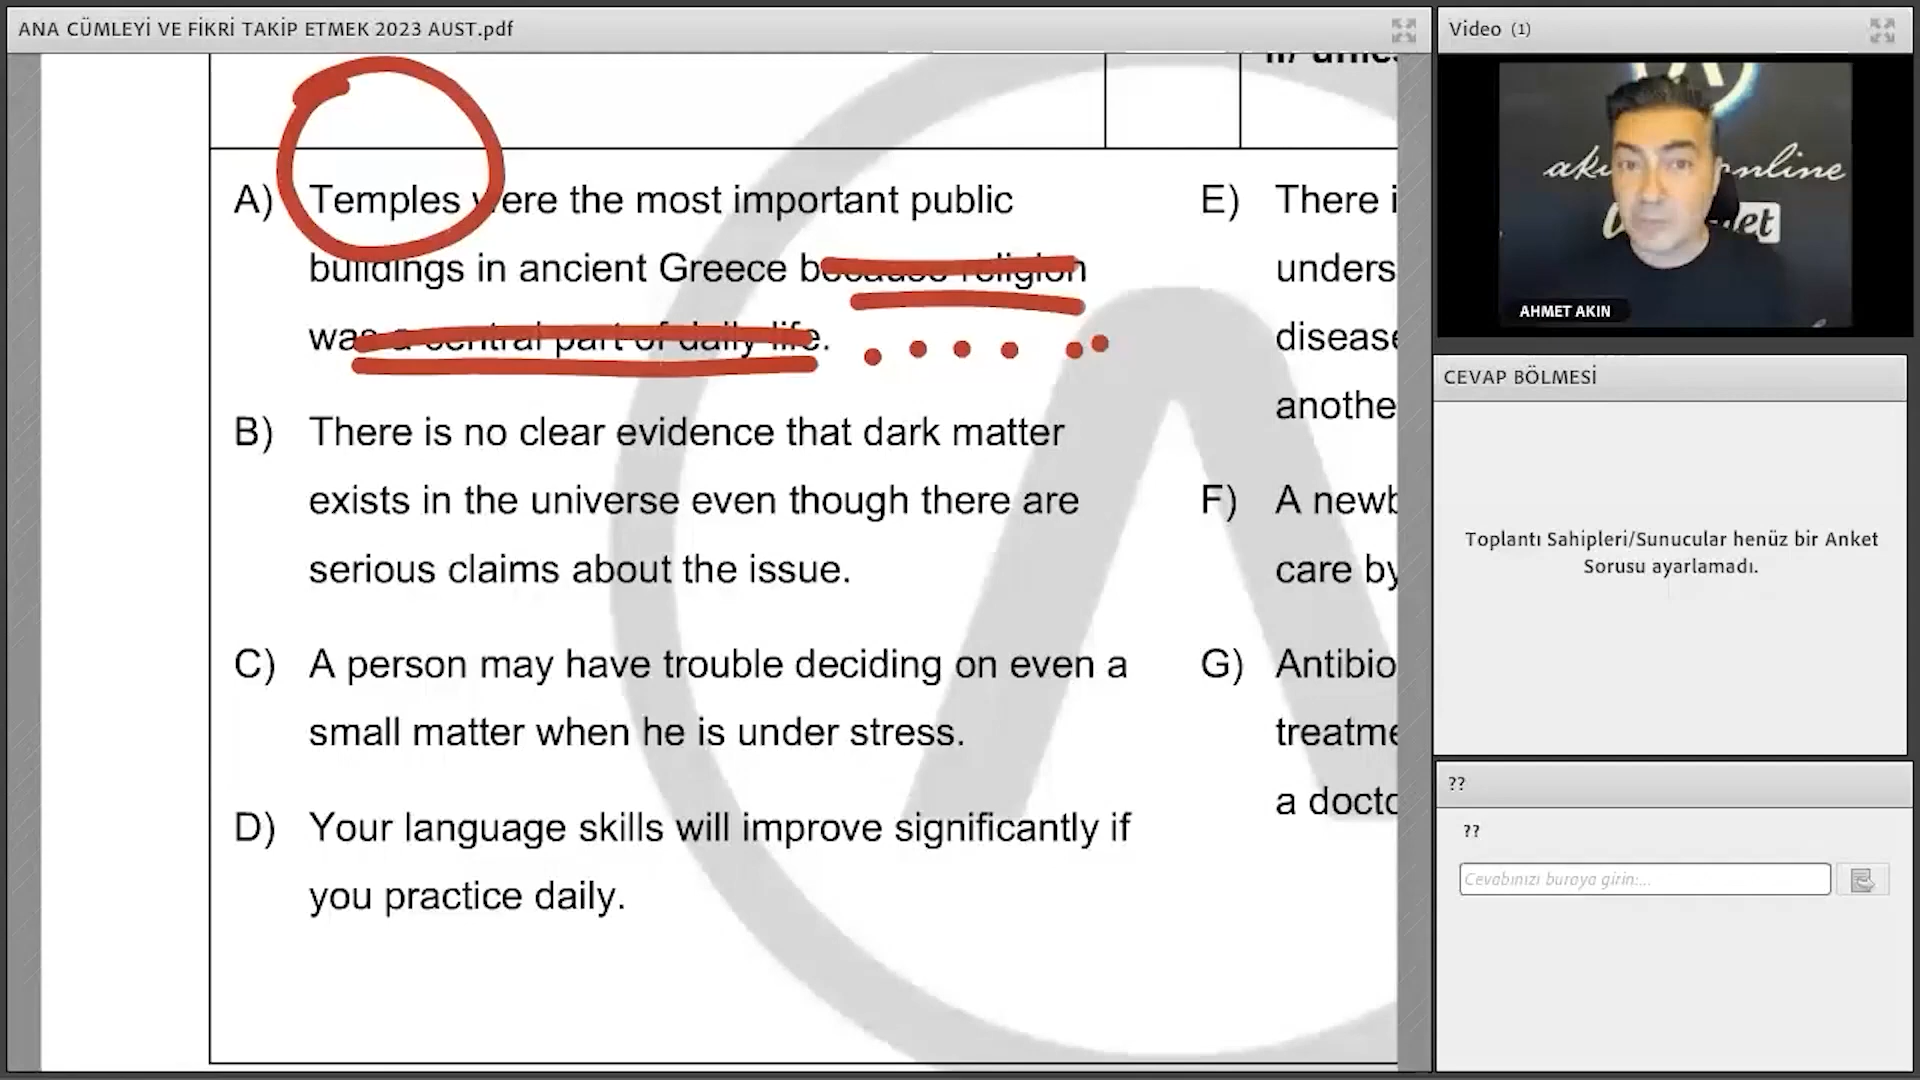 ANA CÜMLEYİ VE FİKRİ TAKİP ETMEK 2023 AUST.pdf
A) Temples were the most important public
buildings in ancient Greece because religion
was a central part of daily life.
B) There is no clear evidence that dark matter
exists in the universe even though there are
serious claims about the issue.
C) A person may have trouble deciding on even a
small matter when he is under stress.
D) Your language skills will improve significantly if
you practice daily.
E) There i
unders
disease
anothe
F) A newb
care by
G) Antibio
treatme
a docto
Video (1)
AHMET AKIN
CEVAP BÖLMESİ
Toplantı Sahipleri/Sunucular henüz bir Anket
Sorusu ayarlamadı.
??
??
Cevabınızı buraya girin:...